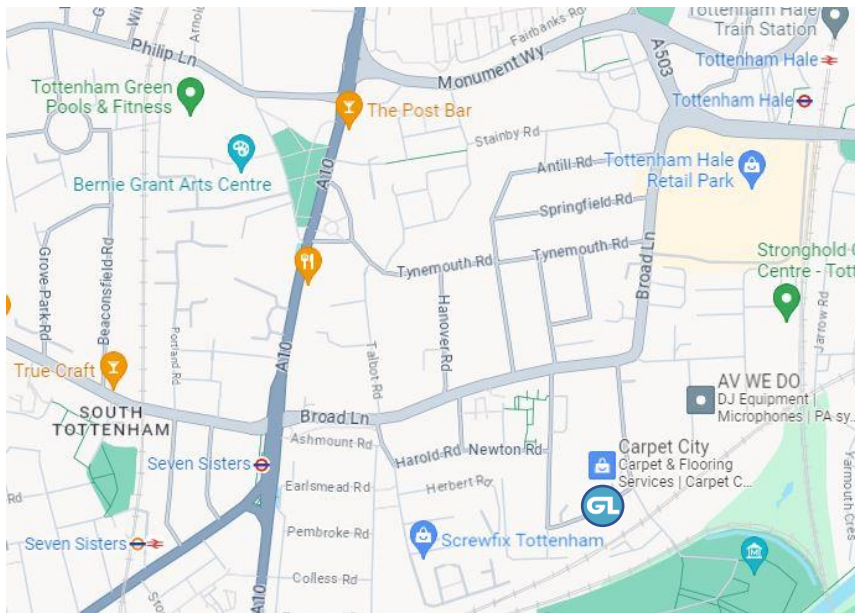 Fairbanks Rd
Tottenham Hale
Train Station
Philip Ln
A503
Monument Wy
Tottenham Hale
Tottenham Green
Pools & Fitness
The Post Bar
Tottenham Hale
Stainby Rd
Bernie Grant Arts Centre
A10
Antill Rd
Tottenham Hale
Retail Park
Springfield Rd
Grove Park Rd
Beaconsfield Rd
Tynemouth Rd
Tynemouth Rd
Broad Ln
Hanover Rd
Jarrow Rd
Portland Rd
A10
Talbot Rd
True Craft
AV WE DO
DJ Equipment |
Microphones | PA sy...
SOUTH
TOTTENHAM
Broad Ln
Ashmount Rd
Harold Rd
Newton Rd
Carpet City
Carpet & Flooring
Services | Carpet C...
Seven Sisters
Earlsmead Rd
Herbert Rd
Yarmouth Cres
GL
Pembroke Rd
Screwfix Tottenham
Seven Sisters
Colless Rd
A10
Rd